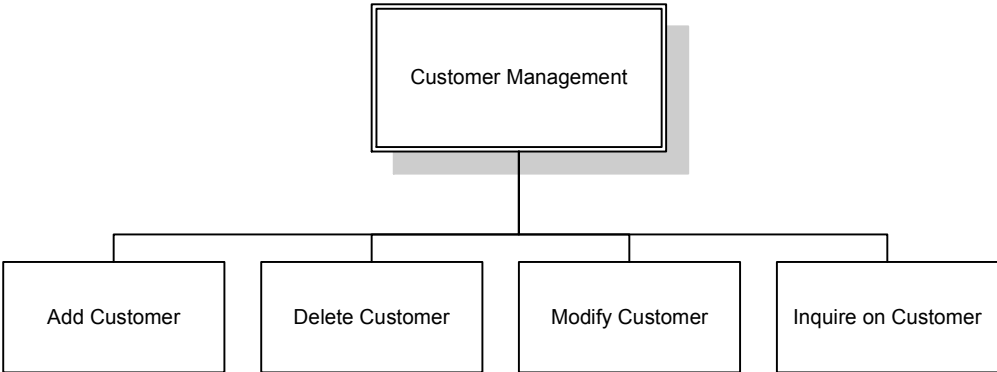 Customer Management
Add Customer
Delete Customer
Modify Customer
Inquire on Customer